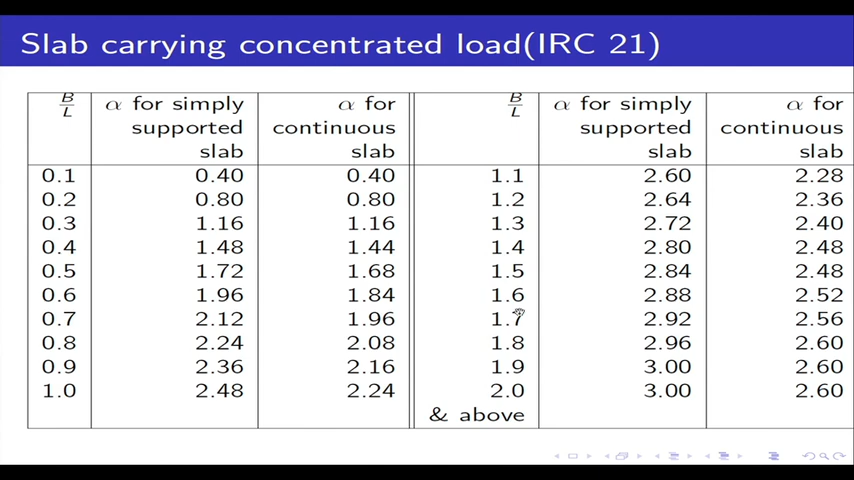 Slab carrying concentrated load(IRC 21)
B/L α for simply supported slab α for continuous slab B/L α for simply supported slab α for continuous slab
0.1 0.40 0.40 1.1 2.60 2.28
0.2 0.80 0.80 1.2 2.64 2.36
0.3 1.16 1.16 1.3 2.72 2.40
0.4 1.48 1.44 1.4 2.80 2.48
0.5 1.72 1.68 1.5 2.84 2.48
0.6 1.96 1.84 1.6 2.88 2.52
0.7 2.12 1.96 1.7 2.92 2.56
0.8 2.24 2.08 1.8 2.96 2.60
0.9 2.36 2.16 1.9 3.00 2.60
1.0 2.48 2.24 2.0 3.00 2.60
& above